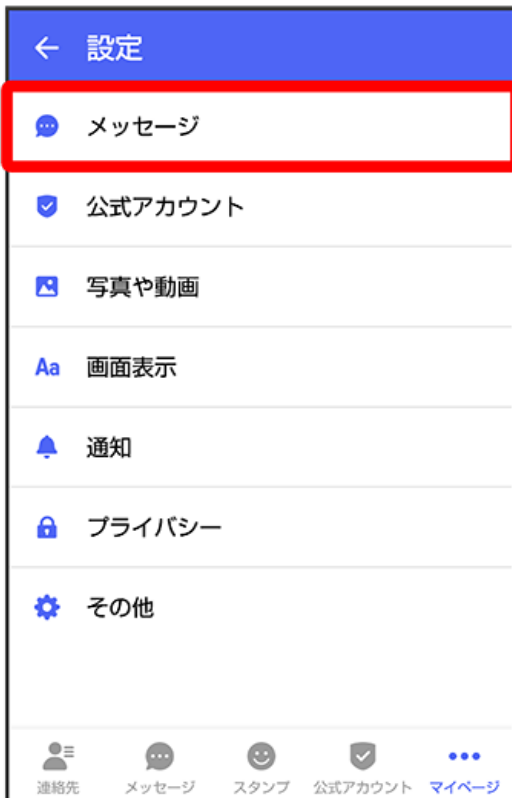 設定
メッセージ
公式アカウント
写真や動画
Aa 画面表示
通知
プライバシー
その他
連絡先 メッセージ スタンプ 公式アカウント マイページ